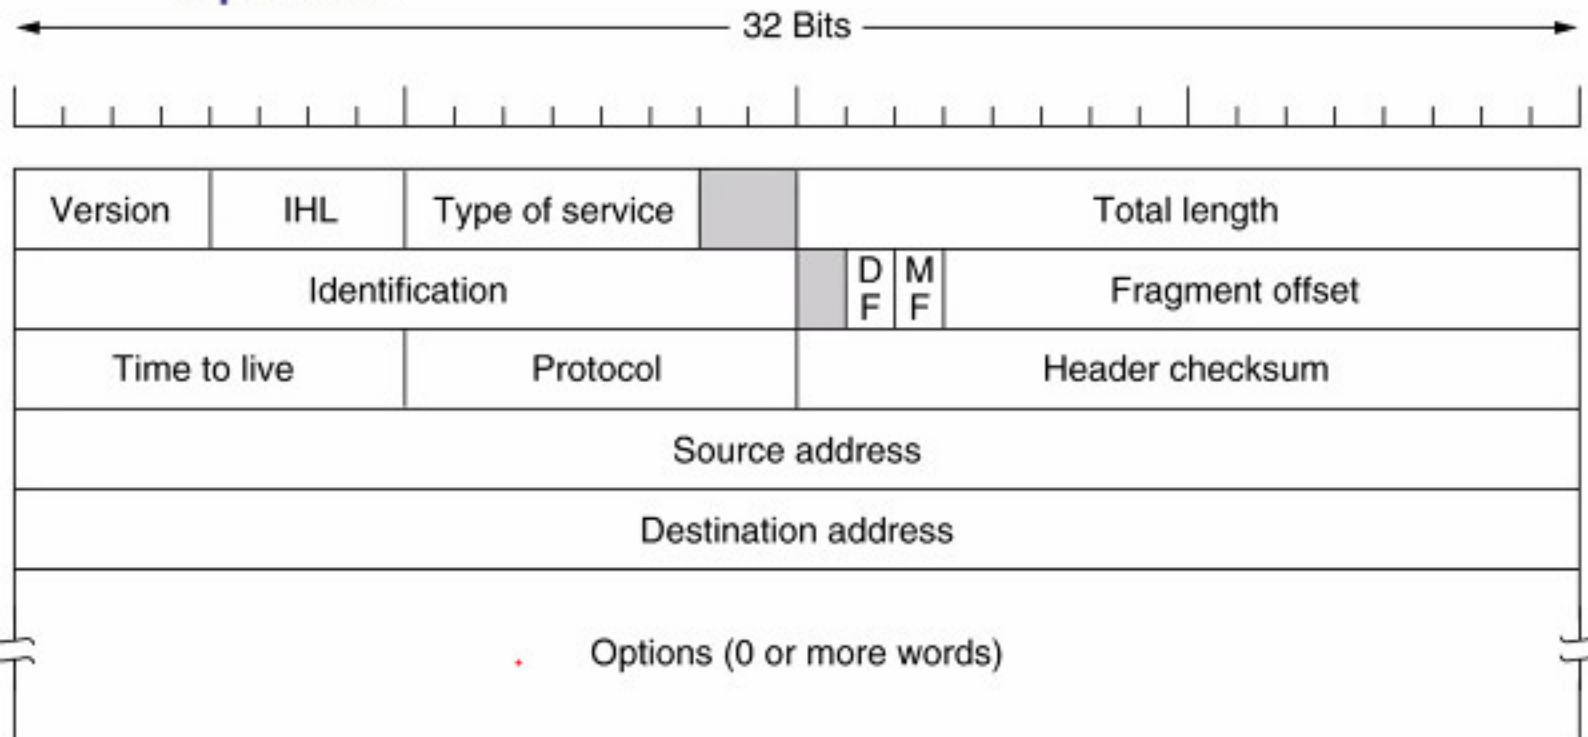 32 Bits
Version IHL Type of service Total length
Identification D F M F Fragment offset
Time to live Protocol Header checksum
Source address
Destination address
Options (0 or more words)